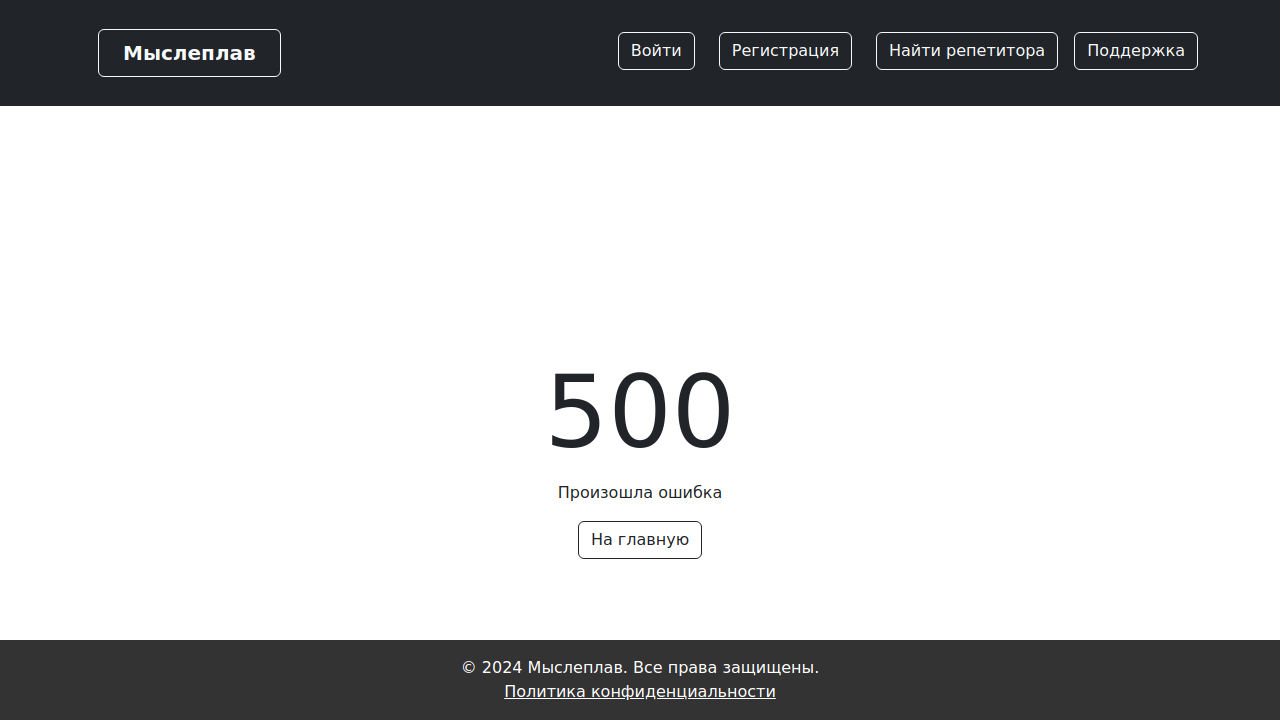 Мыслеплав
Войти
Регистрация
Найти репетитора
Поддержка
500
Произошла ошибка
На главную
© 2024 Мыслеплав. Все права защищены.
Политика конфиденциальности